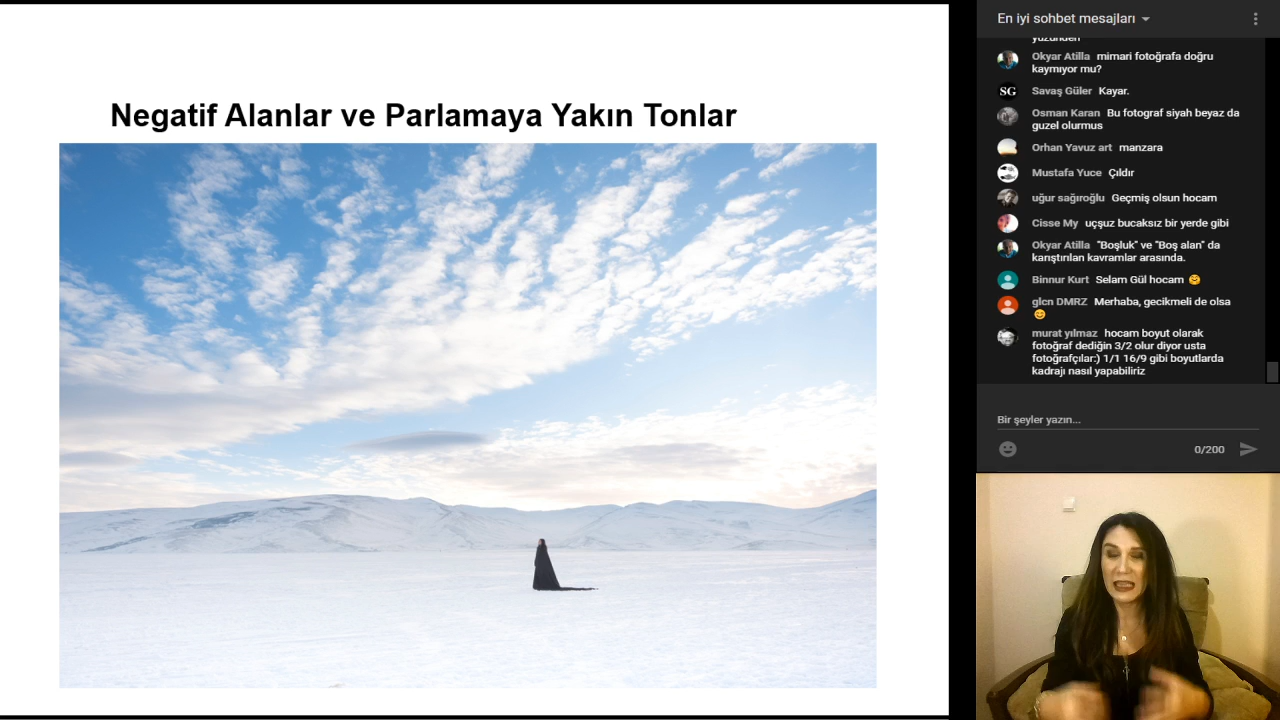 Negatif Alanlar ve Parlamaya Yakın Tonlar
En iyi sohbet mesajları
yüzünden
Okyar Atilla mimari fotoğrafa doğru
kaymıyor mu?
SG Savaş Güler Kayar.
Osman Karan Bu fotograf siyah beyaz da
guzel olurmus
Orhan Yavuz art manzara
Mustafa Yuce Çıldır
uğur sağıroğlu Geçmiş olsun hocam
Cisse My uçşuz bucaksız bir yerde gibi
Okyar Atilla "Boşluk" ve "Boş alan" da
karıştırılan kavramlar arasında.
Binnur Kurt Selam Gül hocam 🤗
glcn DMRZ Merhaba, gecikmeli de olsa
😊
murat yılmaz hocam boyut olarak
fotoğraf dediğin 3/2 olur diyor usta
fotoğrafçılar:) 1/1 16/9 gibi boyutlarda
kadrajı nasıl yapabiliriz
Bir şeyler yazın...
0/200